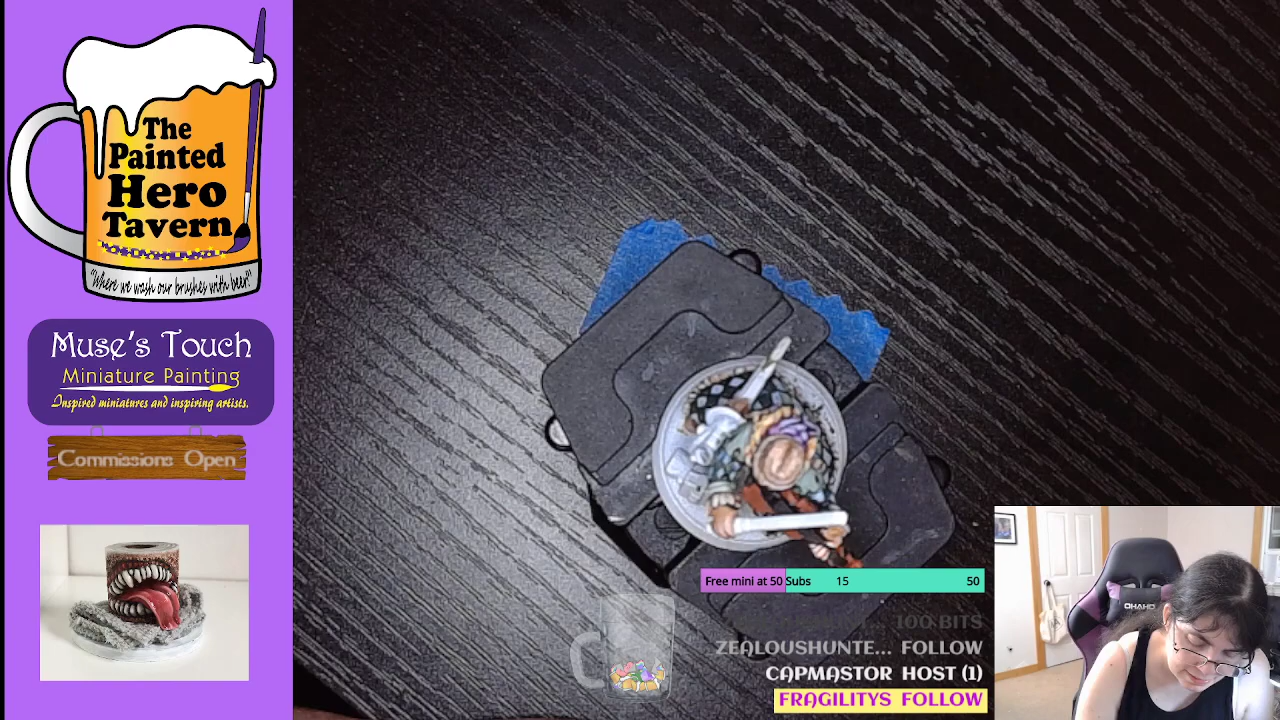 The
Painted
Hero
Tavern
"Where we wash our brushes with beer!"
Muse's Touch
Miniature Painting
Inspired miniatures and inspiring artists.
Commissions Open
OHAHO
Free mini at 50 Subs 15 50
100 BITS
ZEALOUSHUNTE... FOLLOW
CAPMASTOR HOST (1)
FRAGILITYS FOLLOW